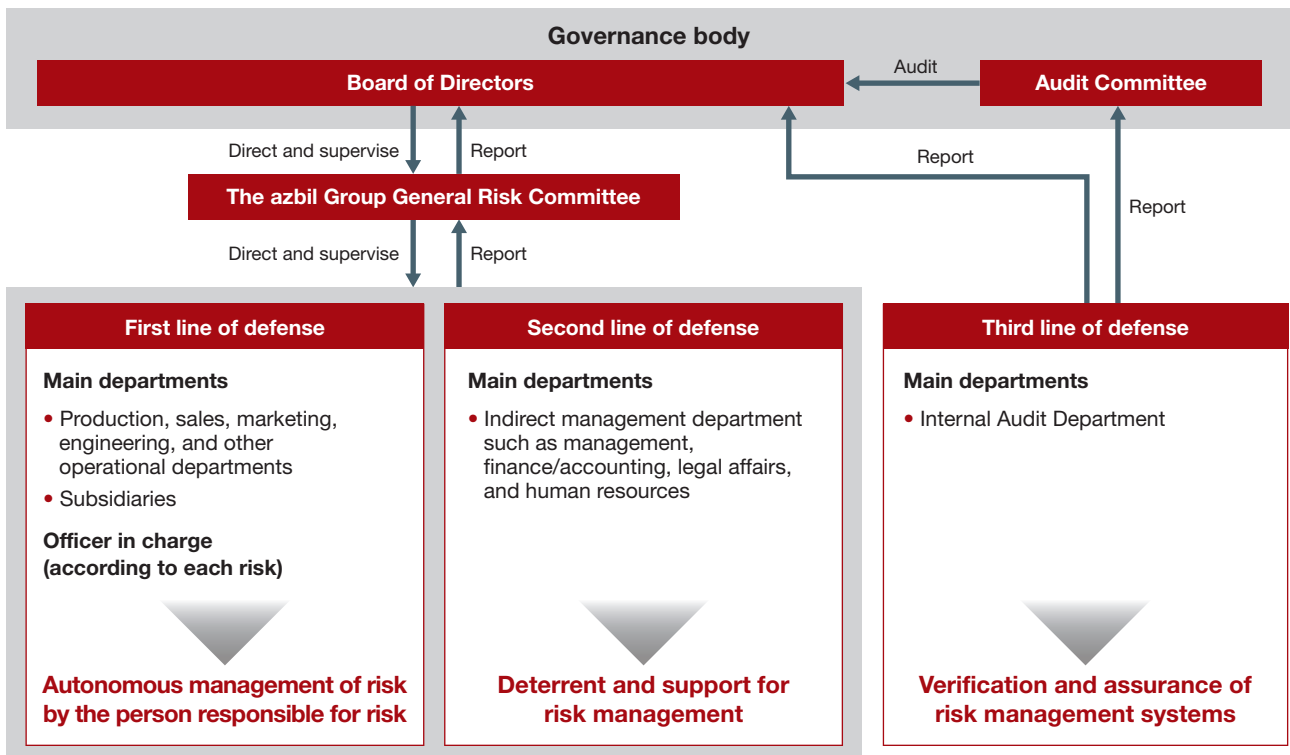 Governance body
Board of Directors
Audit
Audit Committee
Direct and supervise
Report
Report
Report
The azbil Group General Risk Committee
Direct and supervise
Report
First line of defense
Main departments
• Production, sales, marketing,
engineering, and other
operational departments
• Subsidiaries
Officer in charge
(according to each risk)
Autonomous management of risk
by the person responsible for risk
Second line of defense
Main departments
• Indirect management department
such as management,
finance/accounting, legal affairs,
and human resources
Deterrent and support for
risk management
Third line of defense
Main departments
• Internal Audit Department
Verification and assurance of
risk management systems